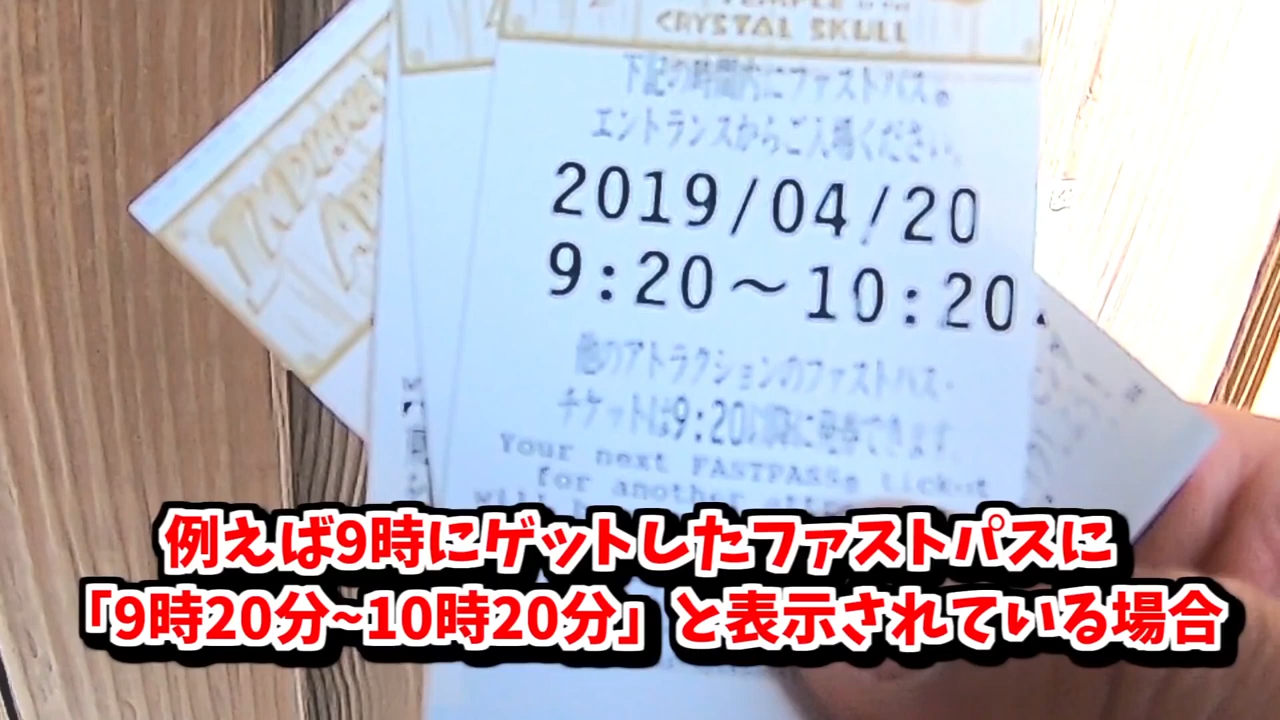 CRYSTAL SKULL
下記の時間内にファストパス®
エントランスからご入場ください。
2019/04/20
9:20～10:20
他のアトラクションのファストパス・
チケットは9:20以降に発券できます
Your next FASTPASS® ticket
for another
INDIANA
例えば9時にゲットしたファストパスに
「9時20分~10時20分」と表示されている場合